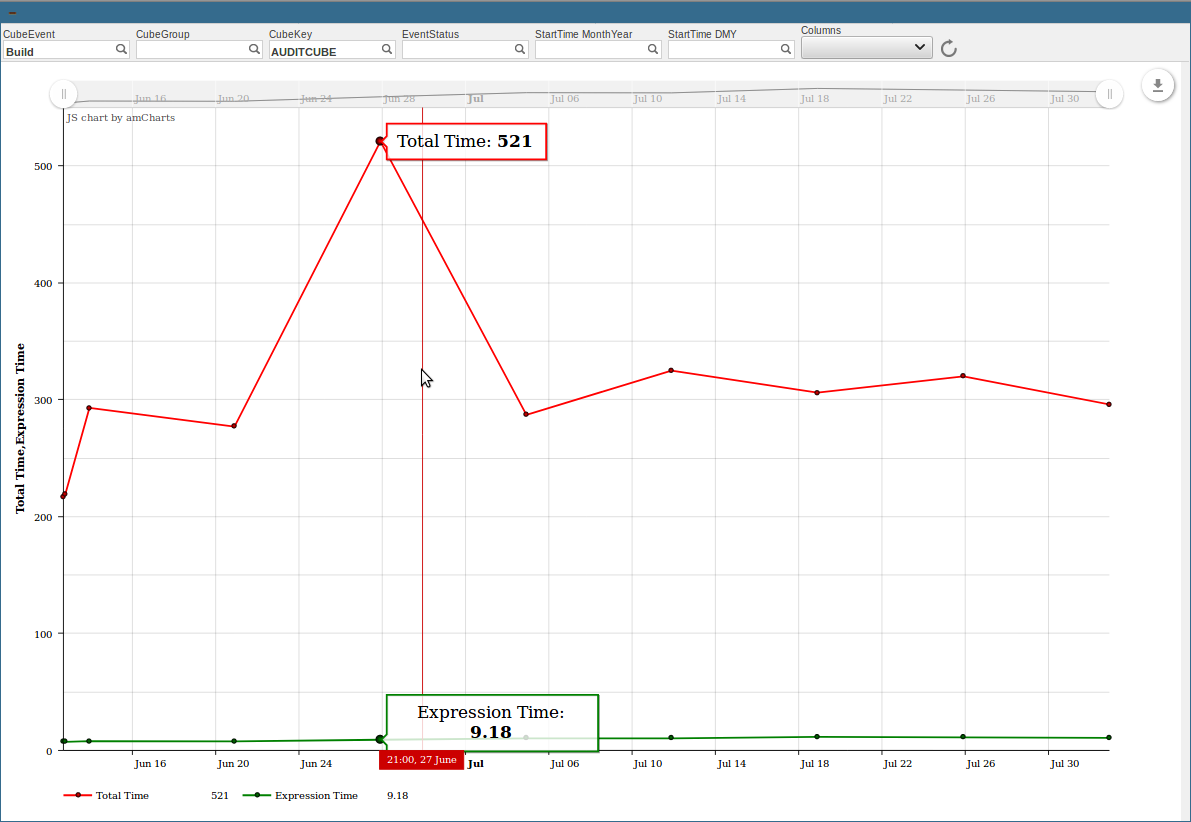 CubeEvent CubeGroup CubeKey EventStatus StartTime MonthYear StartTime DMY Columns
Build AUDITCUBE
Jun 16 Jun 20 Jun 24 Jun 28 Jul Jul 06 Jul 10 Jul 14 Jul 18 Jul 22 Jul 26 Jul 30
JS chart by amCharts
Total Time: 521
500
400
300
Total Time,Expression Time
200
100
Expression Time:
9.18
0
21:00, 27 June
Jun 16 Jun 20 Jun 24 Jul Jul 06 Jul 10 Jul 14 Jul 18 Jul 22 Jul 26 Jul 30
Total Time 521 Expression Time 9.18